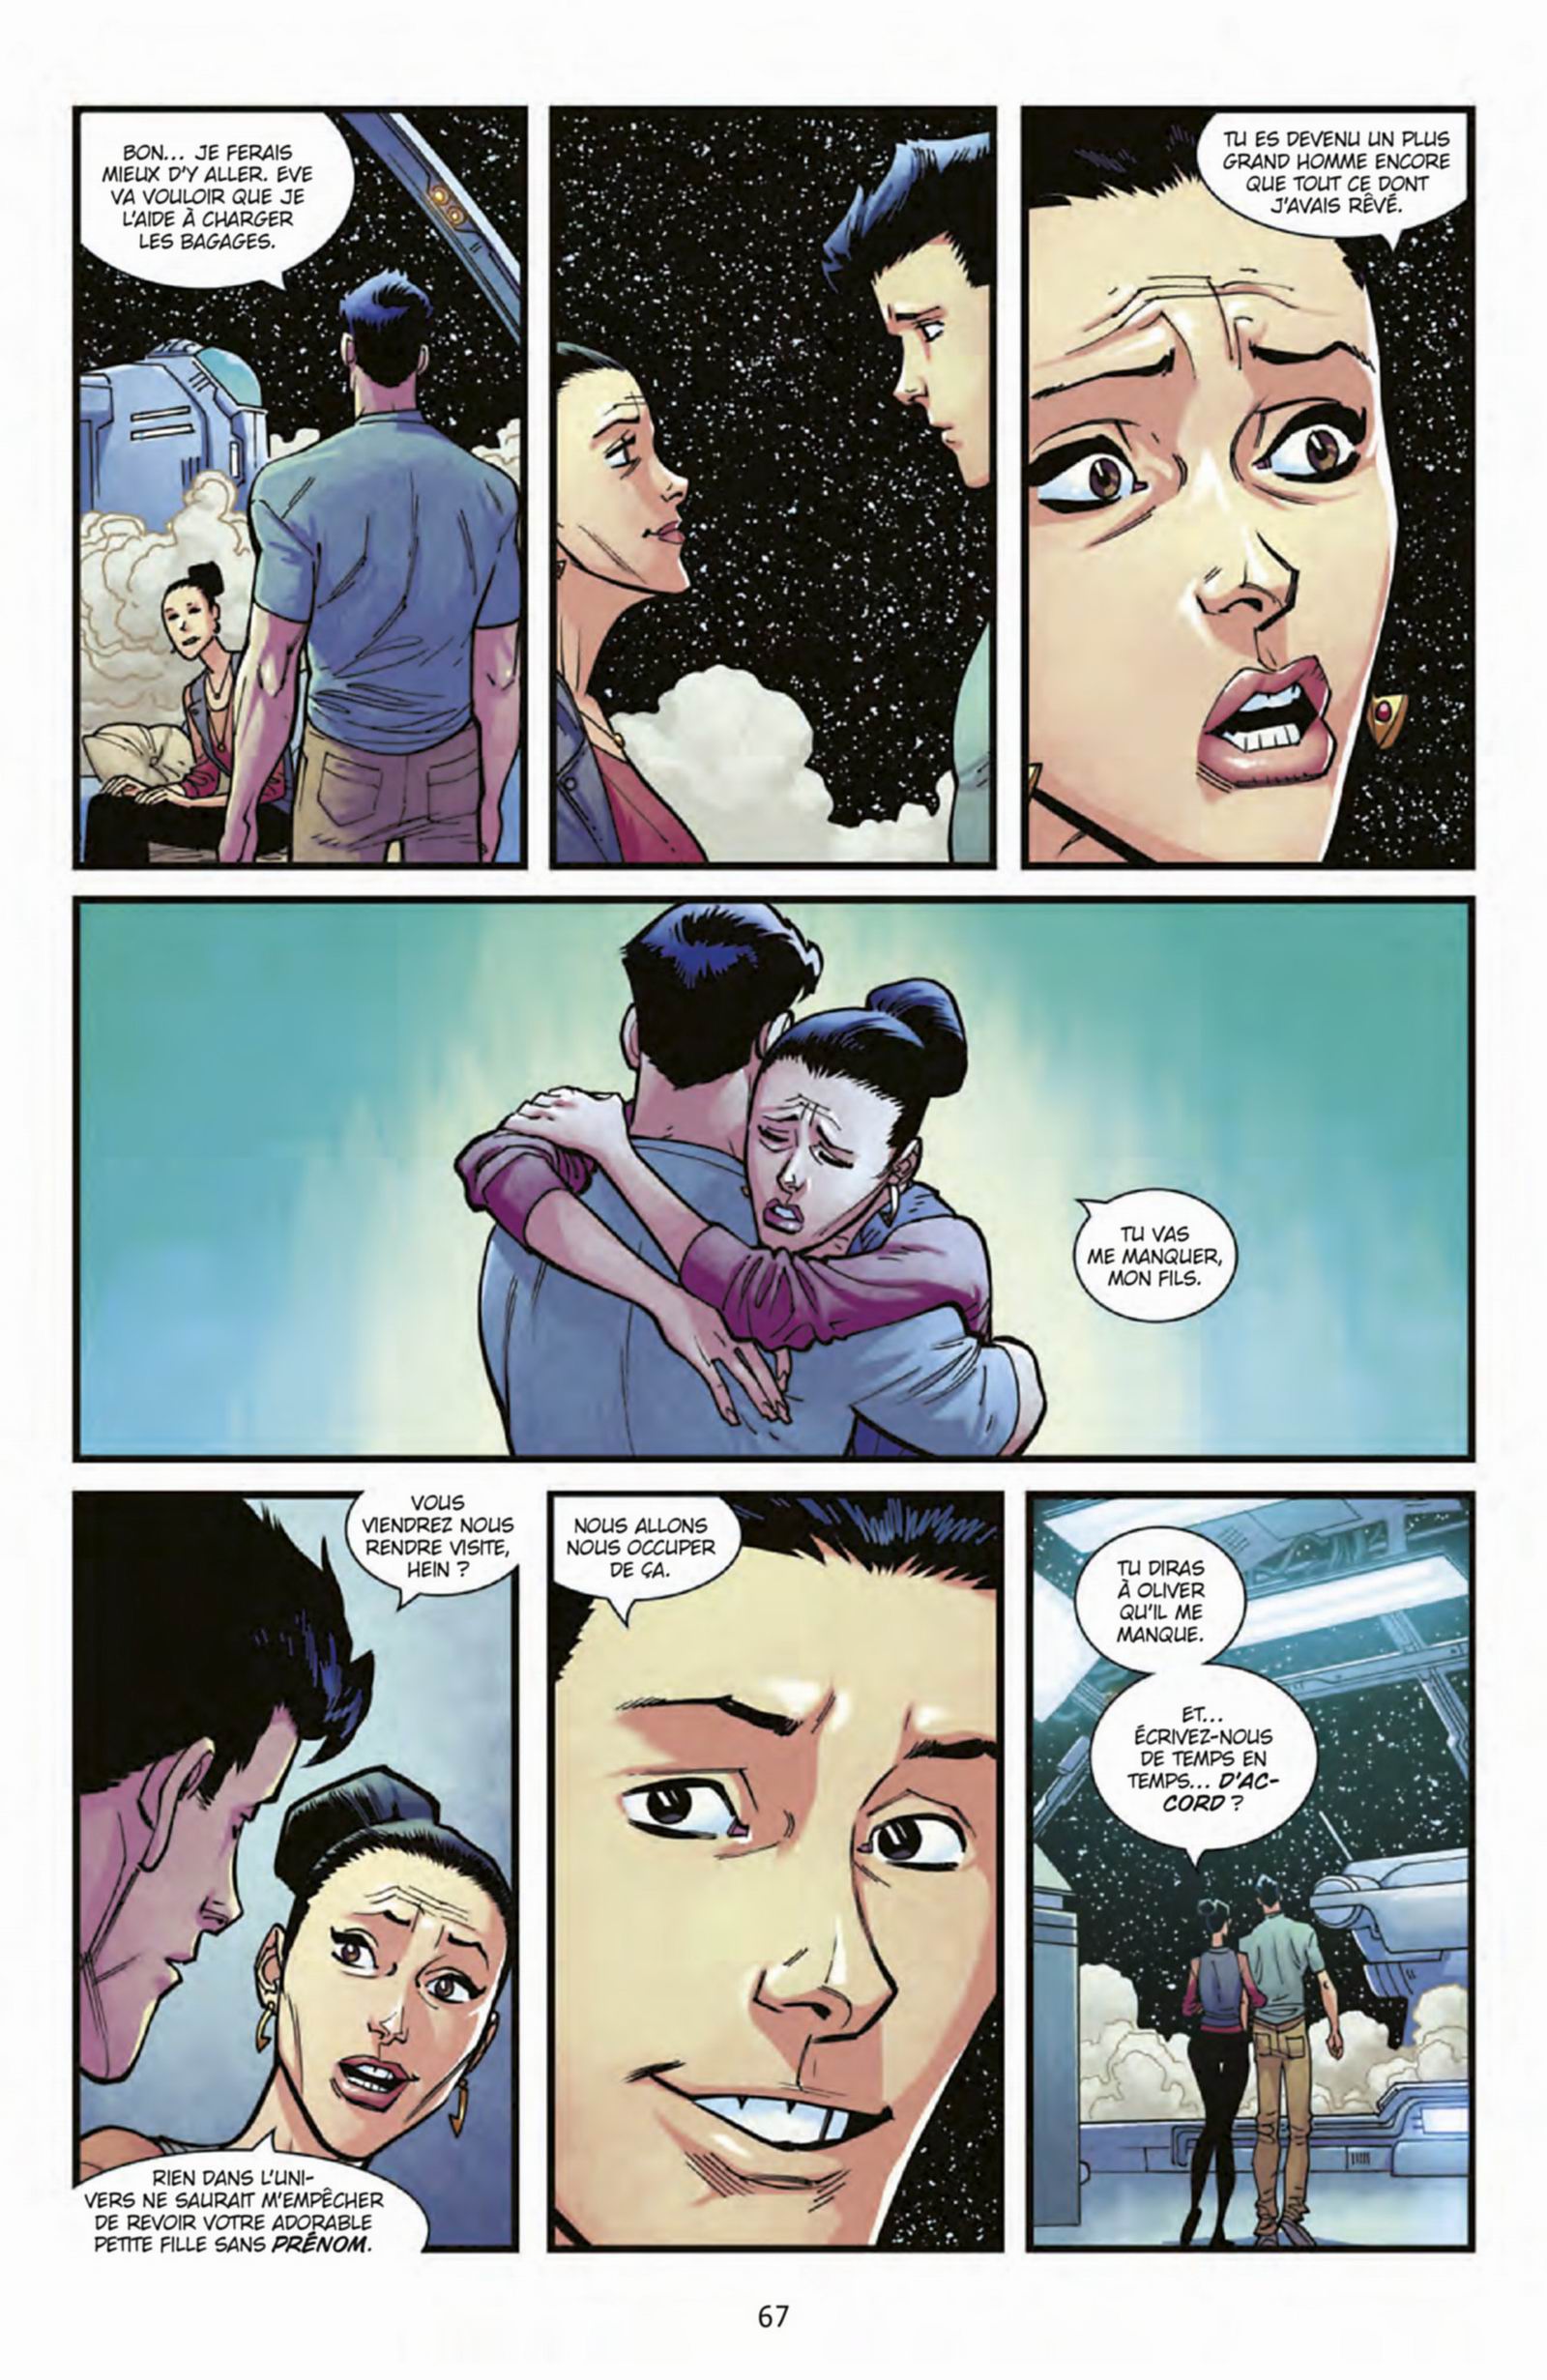 BON... JE FERAIS
MIEUX D'Y ALLER. EVE
VA VOULOIR QUE JE
L'AIDE À CHARGER
LES BAGAGES.
TU ES DEVENU UN PLUS
GRAND HOMME ENCORE
QUE TOUT CE DONT
J'AVAIS RÊVÉ.
TU VAS
ME MANQUER,
MON FILS.
VOUS
VIENDREZ NOUS
RENDRE VISITE,
HEIN ?
RIEN DANS L'UNI-
VERS NE SAURAIT M'EMPÊCHER
DE REVOIR VOTRE ADORABLE
PETITE FILLE SANS PRÉNOM.
NOUS ALLONS
NOUS OCCUPER
DE ÇA.
TU DIRAS
À OLIVER
QU'IL ME
MANQUE.
ET...
ÉCRIVEZ-NOUS
DE TEMPS EN
TEMPS... D'AC-
CORD ?
67